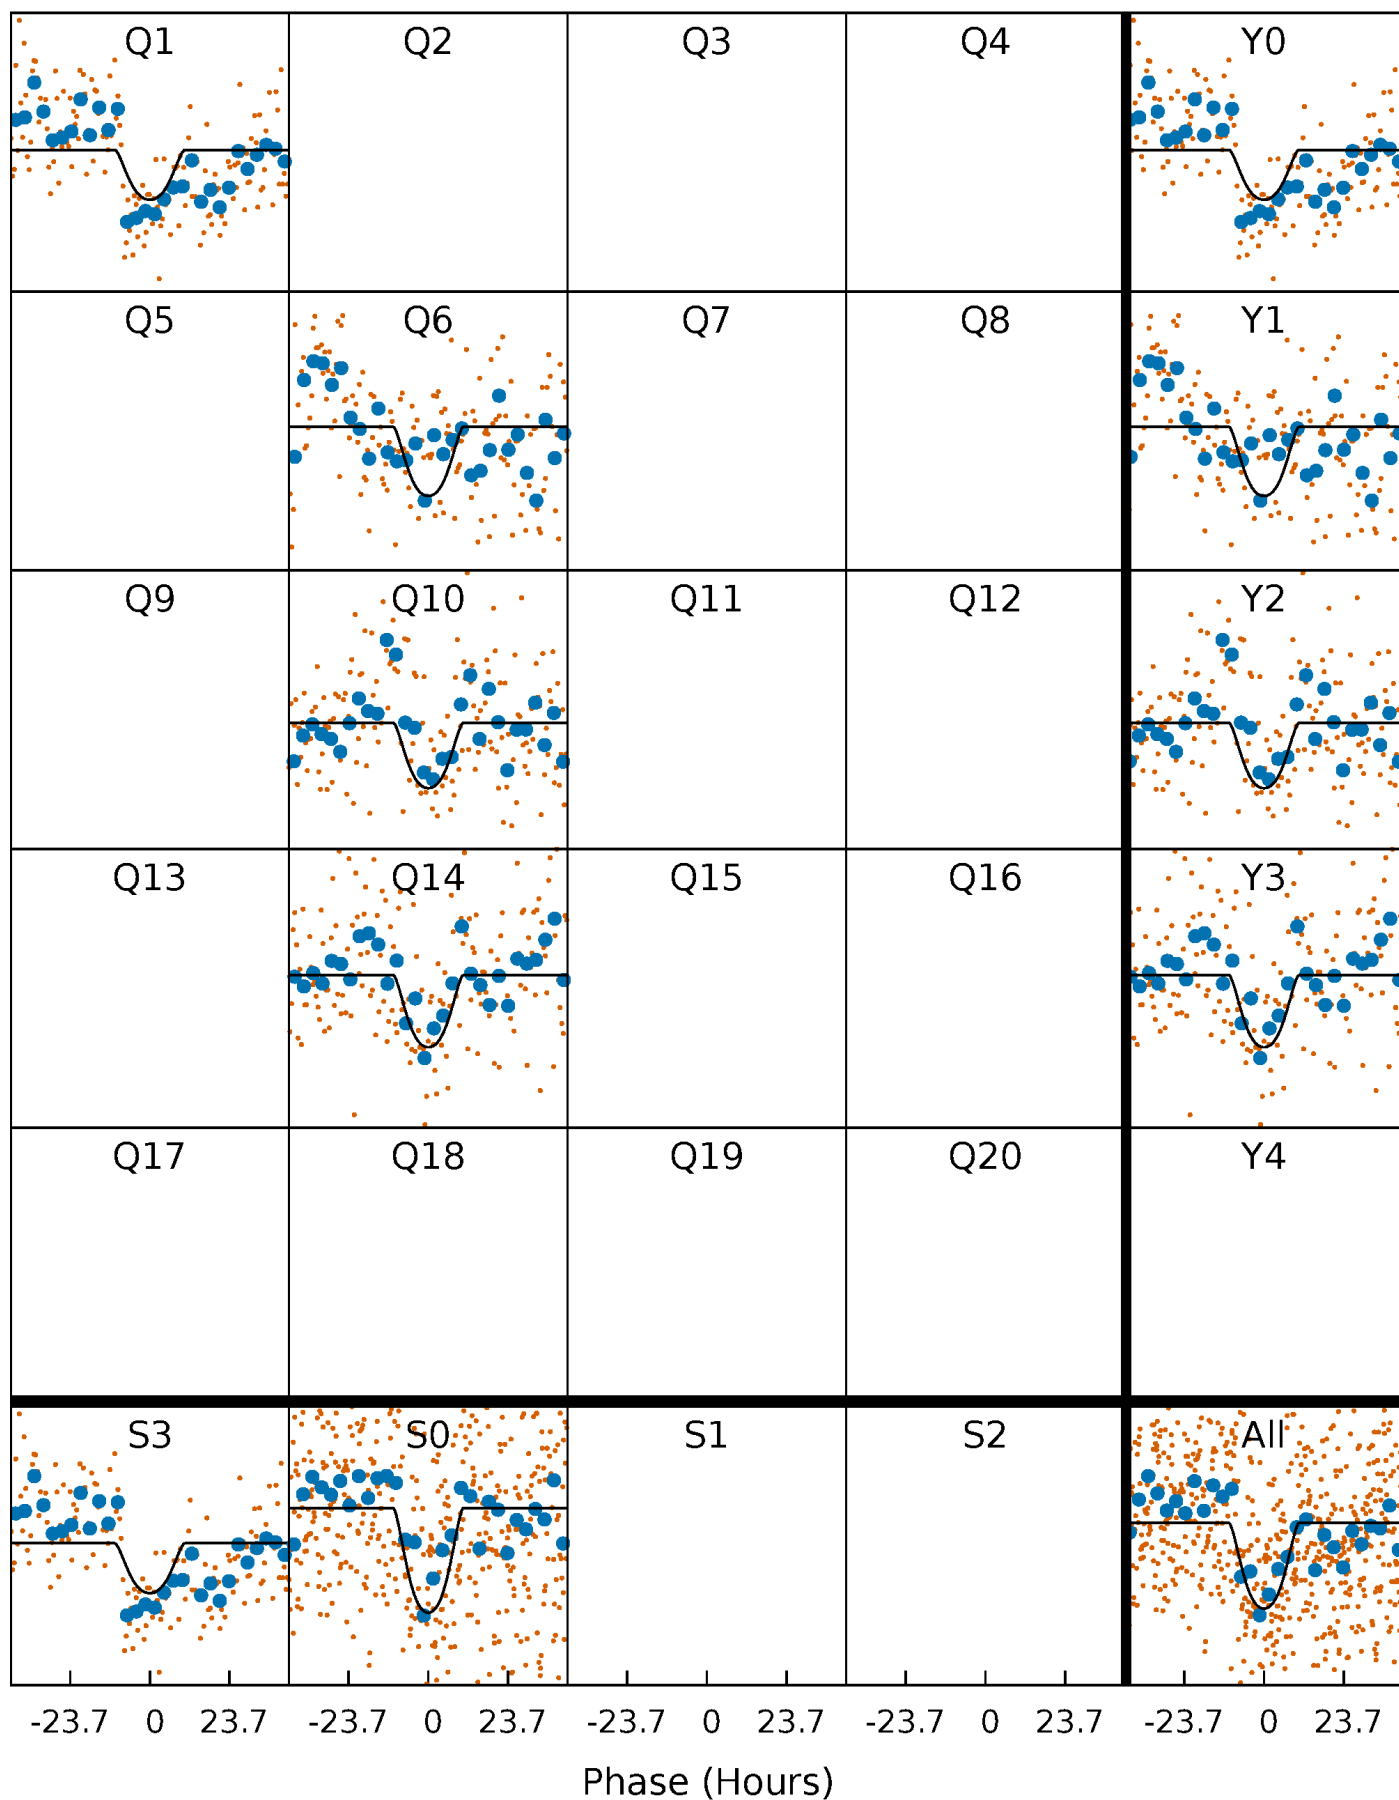 Q1 Q2 Q3 Q4 Y0
Q5 Q6 Q7 Q8 Y1
Q9 Q10 Q11 Q12 Y2
Q13 Q14 Q15 Q16 Y3
Q17 Q18 Q19 Q20 Y4
S3 S0 S1 S2 All
-23.7 0 23.7 -23.7 0 23.7 -23.7 0 23.7 -23.7 0 23.7 -23.7 0 23.7
Phase (Hours)